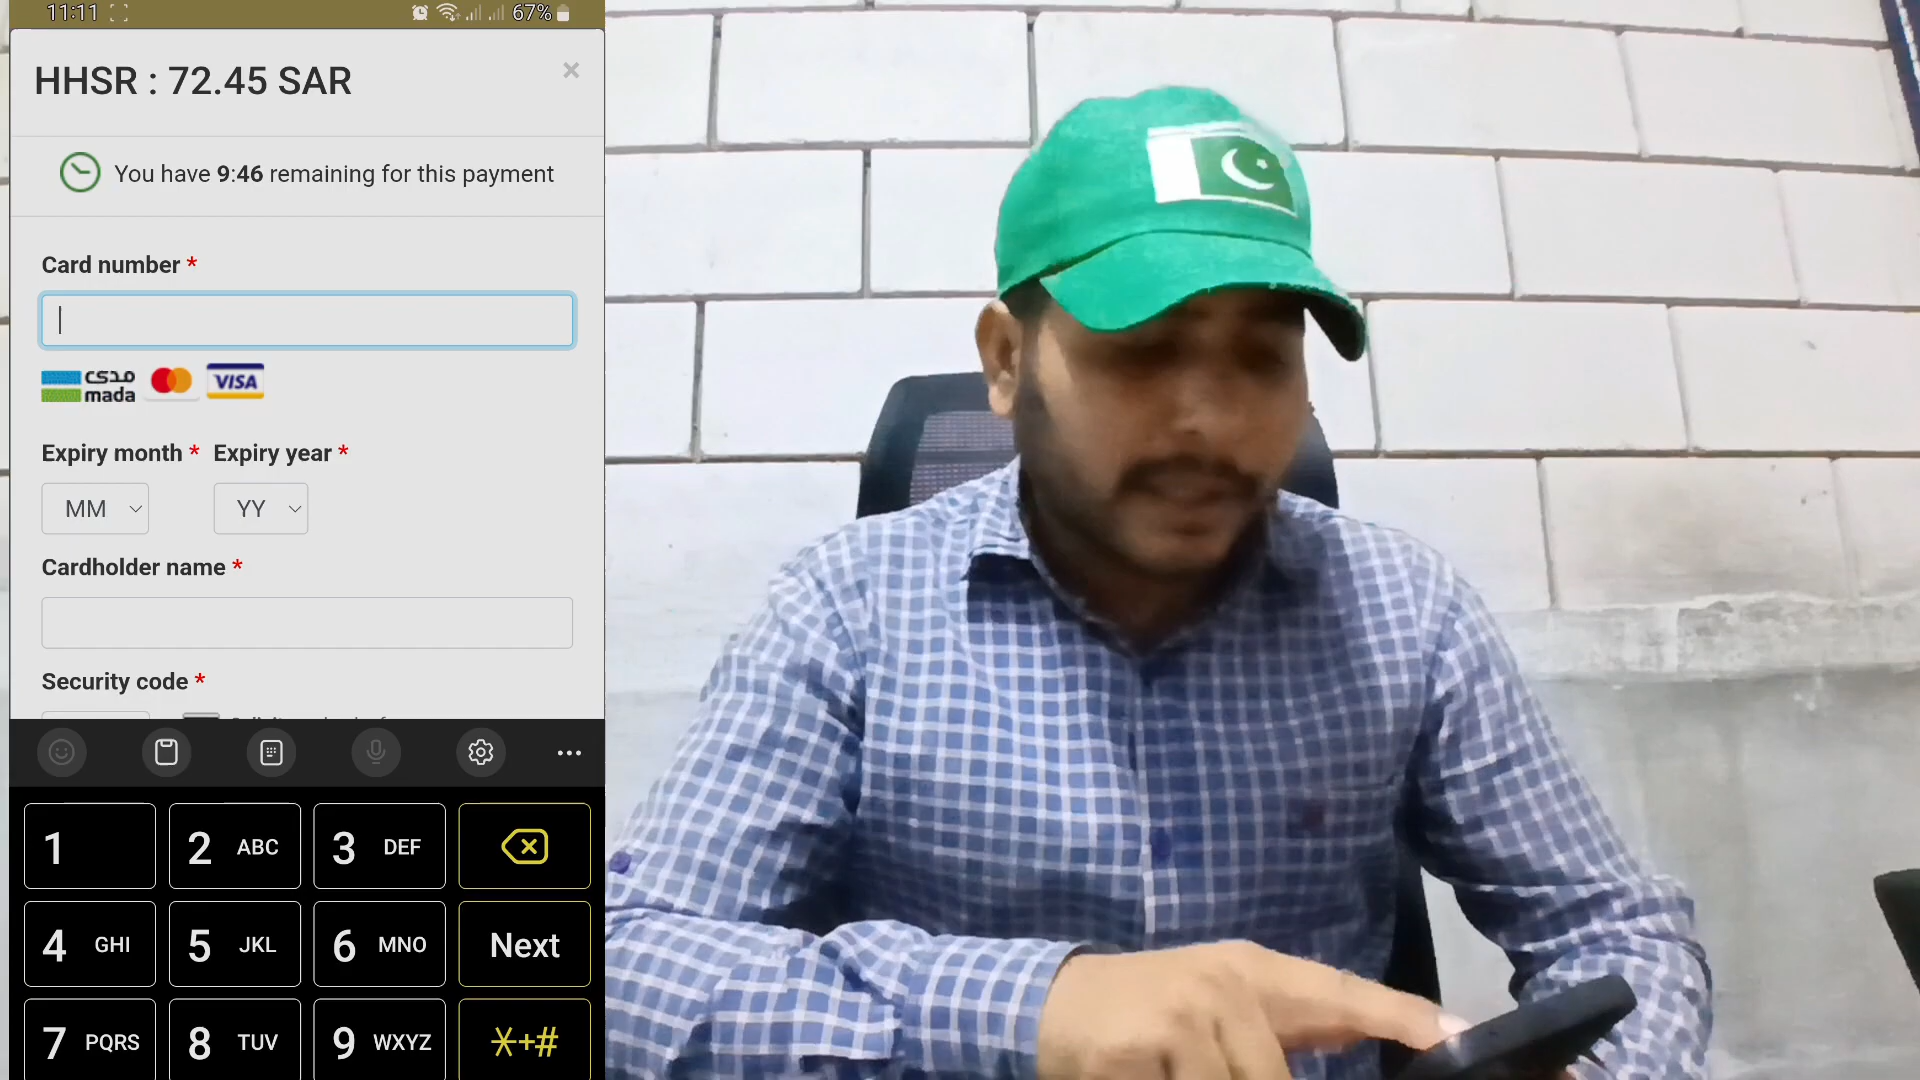 11:11
67%
HHSR : 72.45 SAR
×
You have 9:46 remaining for this payment
Card number *
مدى
mada
VISA
Expiry month * Expiry year *
MM YY
Cardholder name *
Security code *
1 2 ABC 3 DEF
4 GHI 5 JKL 6 MNO Next
7 PQRS 8 TUV 9 WXYZ *+#